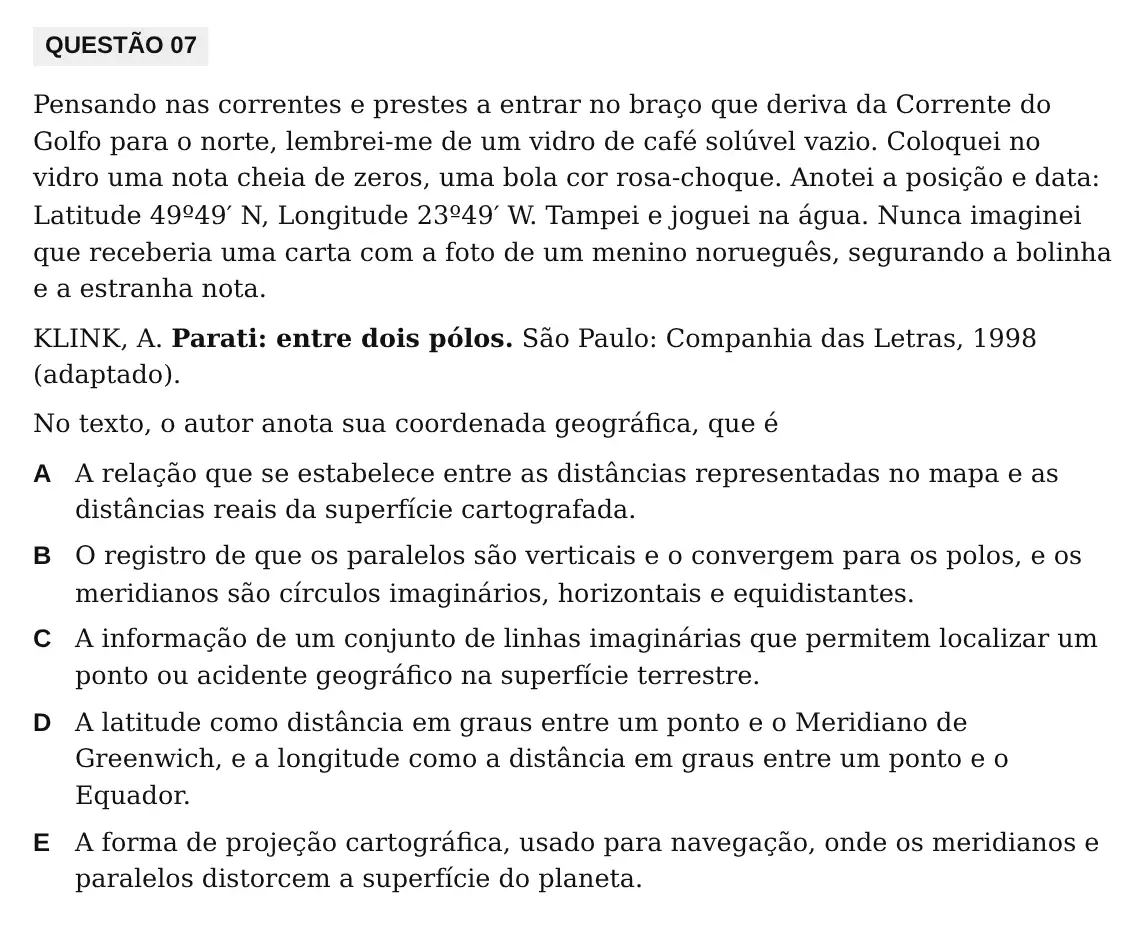 QUESTÃO 07
Pensando nas correntes e prestes a entrar no braço que deriva da Corrente do
Golfo para o norte, lembrei-me de um vidro de café solúvel vazio. Coloquei no
vidro uma nota cheia de zeros, uma bola cor rosa-choque. Anotei a posição e data:
Latitude 49º49′ N, Longitude 23º49′ W. Tampei e joguei na água. Nunca imaginei
que receberia uma carta com a foto de um menino norueguês, segurando a bolinha
e a estranha nota.
KLINK, A. Parati: entre dois pólos. São Paulo: Companhia das Letras, 1998
(adaptado).
No texto, o autor anota sua coordenada geográfica, que é
A A relação que se estabelece entre as distâncias representadas no mapa e as
distâncias reais da superfície cartografada.
B O registro de que os paralelos são verticais e o convergem para os polos, e os
meridianos são círculos imaginários, horizontais e equidistantes.
C A informação de um conjunto de linhas imaginárias que permitem localizar um
ponto ou acidente geográfico na superfície terrestre.
D A latitude como distância em graus entre um ponto e o Meridiano de
Greenwich, e a longitude como a distância em graus entre um ponto e o
Equador.
E A forma de projeção cartográfica, usado para navegação, onde os meridianos e
paralelos distorcem a superfície do planeta.